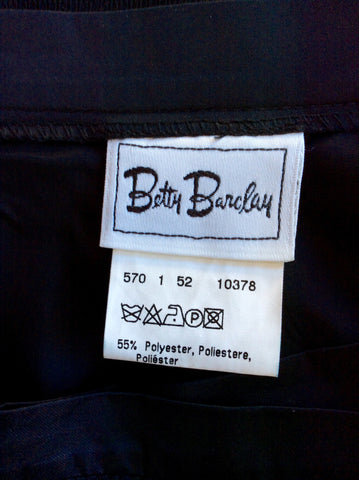 Betty Barclay
570 1 52 10378
55% Polyester, Poliestere,
Poliéster